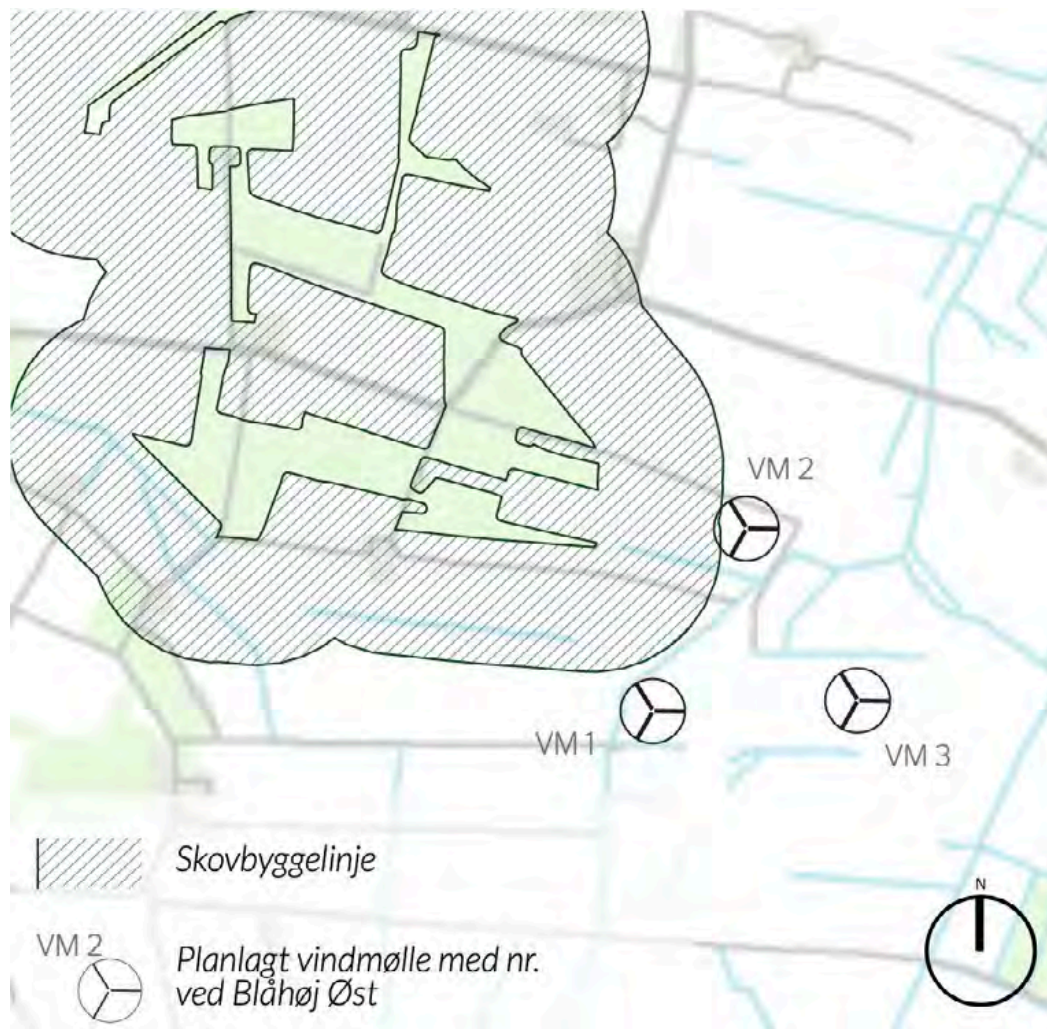 VM 2
VM 1
VM 3
Skovbyggelinje
N
VM 2
Planlagt vindmølle med nr.
ved Blåhøj Øst